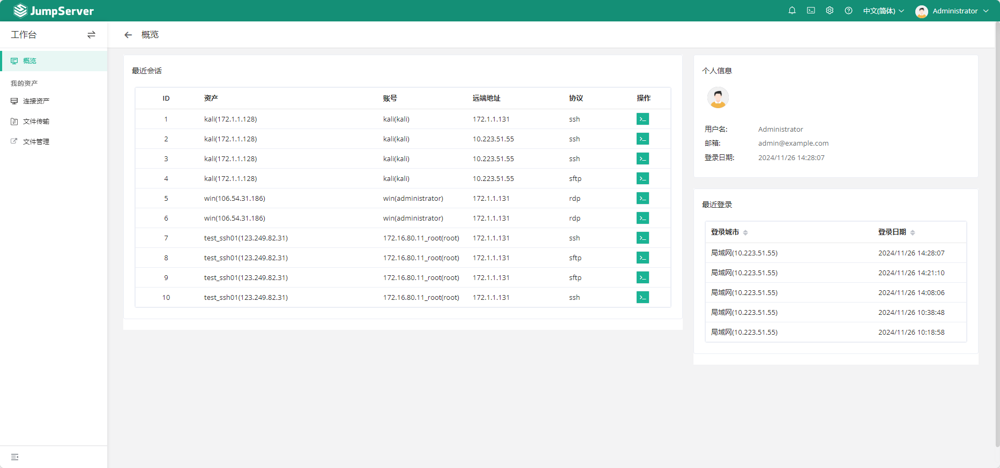 JumpServer
中文(简体)
Administrator
工作台
概览
概览
我的资产
连接资产
文件传输
文件管理
最近会话
ID 资产 账号 远端地址 协议 操作
1 kali(172.1.1.128) kali(kali) 172.1.1.131 ssh
2 kali(172.1.1.128) kali(kali) 10.223.51.55 ssh
3 kali(172.1.1.128) kali(kali) 10.223.51.55 ssh
4 kali(172.1.1.128) kali(kali) 10.223.51.55 sftp
5 win(106.54.31.186) win(administrator) 172.1.1.131 rdp
6 win(106.54.31.186) win(administrator) 172.1.1.131 rdp
7 test_ssh01(123.249.82.31) 172.16.80.11_root(root) 172.1.1.131 ssh
8 test_ssh01(123.249.82.31) 172.16.80.11_root(root) 172.1.1.131 sftp
9 test_ssh01(123.249.82.31) 172.16.80.11_root(root) 172.1.1.131 sftp
10 test_ssh01(123.249.82.31) 172.16.80.11_root(root) 172.1.1.131 ssh
个人信息
用户名: Administrator
邮箱: admin@example.com
登录日期: 2024/11/26 14:28:07
最近登录
登录城市 登录日期
局域网(10.223.51.55) 2024/11/26 14:28:07
局域网(10.223.51.55) 2024/11/26 14:21:10
局域网(10.223.51.55) 2024/11/26 14:08:06
局域网(10.223.51.55) 2024/11/26 10:38:48
局域网(10.223.51.55) 2024/11/26 10:18:58